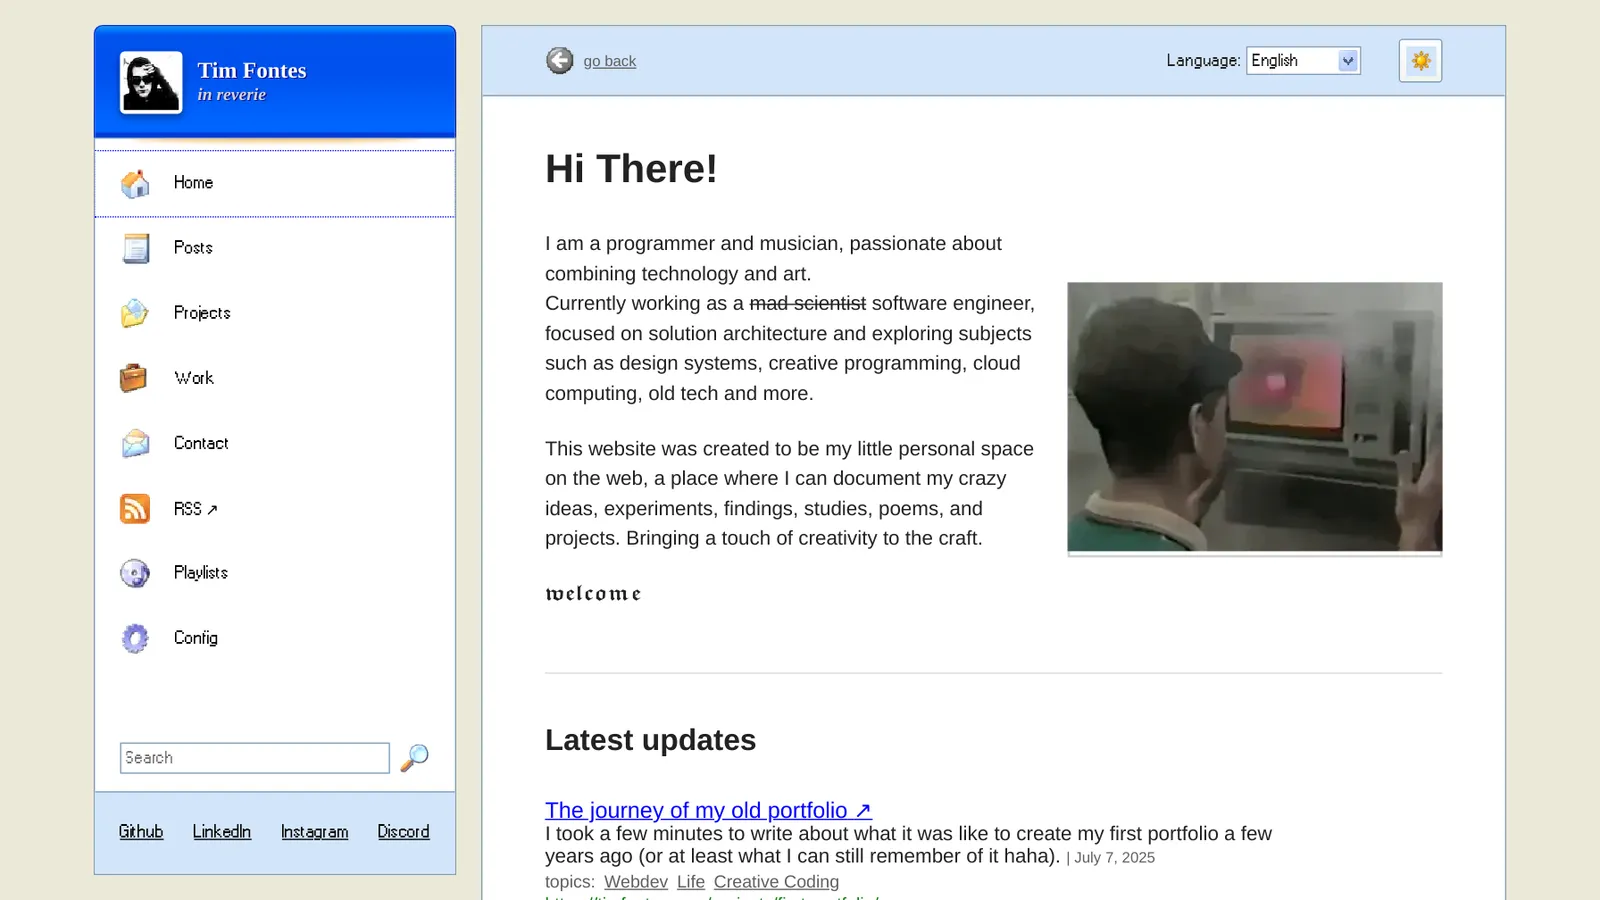 Tim Fontes
in reverie
Home
Posts
Projects
Work
Contact
RSS ↗
Playlists
Config
Search
Github LinkedIn Instagram Discord
go back
Language: English
Hi There!
I am a programmer and musician, passionate about
combining technology and art.
Currently working as a mad scientist software engineer,
focused on solution architecture and exploring subjects
such as design systems, creative programming, cloud
computing, old tech and more.
This website was created to be my little personal space
on the web, a place where I can document my crazy
ideas, experiments, findings, studies, poems, and
projects. Bringing a touch of creativity to the craft.
welcome
Latest updates
The journey of my old portfolio ↗
I took a few minutes to write about what it was like to create my first portfolio a few
years ago (or at least what I can still remember of it haha). | July 7, 2025
topics: Webdev Life Creative Coding